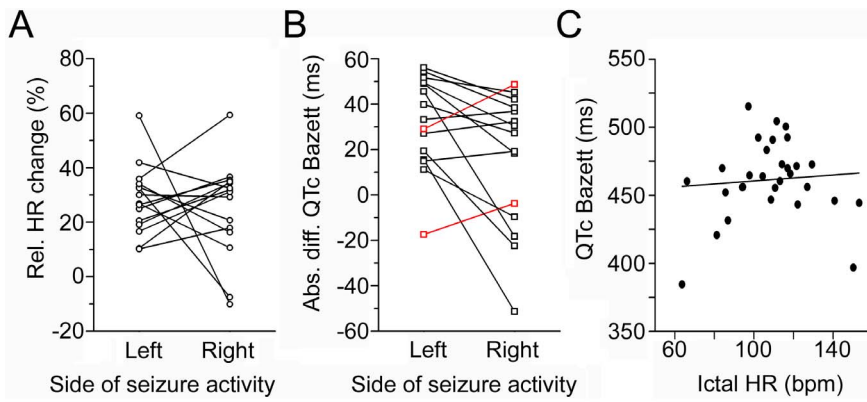 A
Rel. HR change (%)
80
60
40
20
0
-20
Left Right
Side of seizure activity
B
Abs. diff. QTc Bazett (ms)
60
40
20
0
-20
-40
-60
Left Right
Side of seizure activity
C
QTc Bazett (ms)
550
500
450
400
350
60 100 140
Ictal HR (bpm)